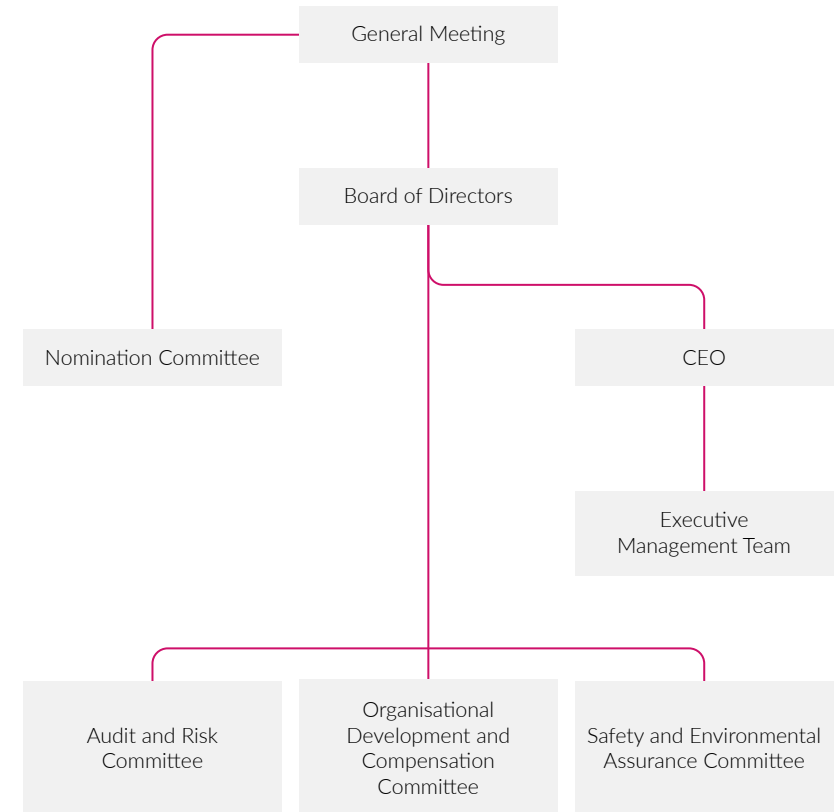 General Meeting
Board of Directors
Nomination Committee
CEO
Executive
Management Team
Audit and Risk
Committee
Organisational
Development and
Compensation
Committee
Safety and Environmental
Assurance Committee